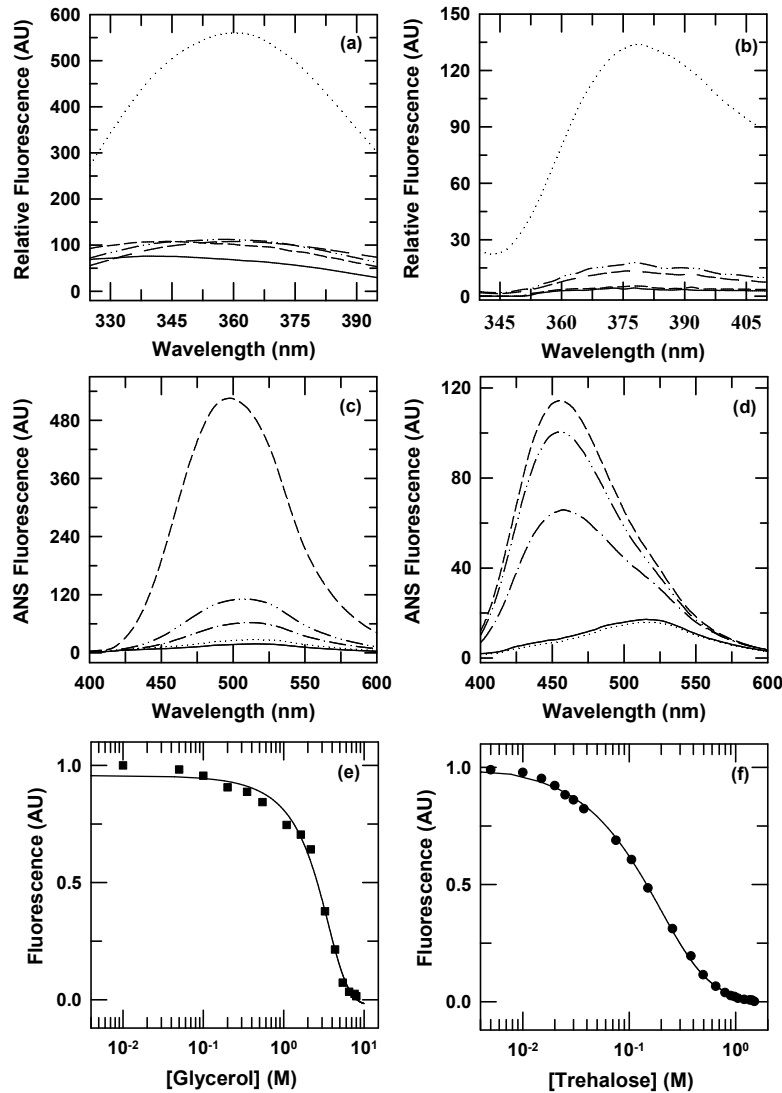 600
500
400
300
200
100
0
Relative Fluorescence (AU)
(a)
330 345 360 375 390
Wavelength (nm)
150
120
90
60
30
0
Relative Fluorescence (AU)
(b)
345 360 375 390 405
Wavelength (nm)
480
360
240
120
0
ANS Fluorescence (AU)
(c)
400 450 500 550 600
Wavelength (nm)
120
80
40
0
ANS Fluorescence (AU)
(d)
400 450 500 550 600
Wavelength (nm)
1.0
0.5
0.0
Fluorescence (AU)
(e)
10-2 10-1 100 101
[Glycerol] (M)
1.0
0.5
0.0
Fluorescence (AU)
(f)
10-2 10-1 100
[Trehalose] (M)